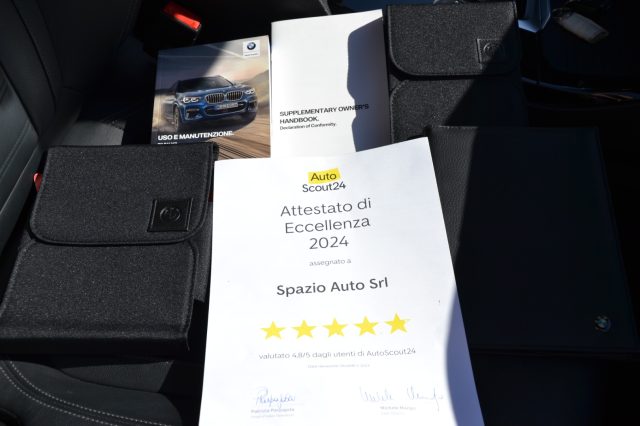 BMW
USO E MANUTENZIONE.
SUPPLEMENTARY OWNER'S
HANDBOOK.
Declaration of Conformity.
Auto
Scout24
Attestato di
Eccellenza
2024
assegnato a
Spazio Auto Srl
valutato 4,8/5 dagli utenti di AutoScout24